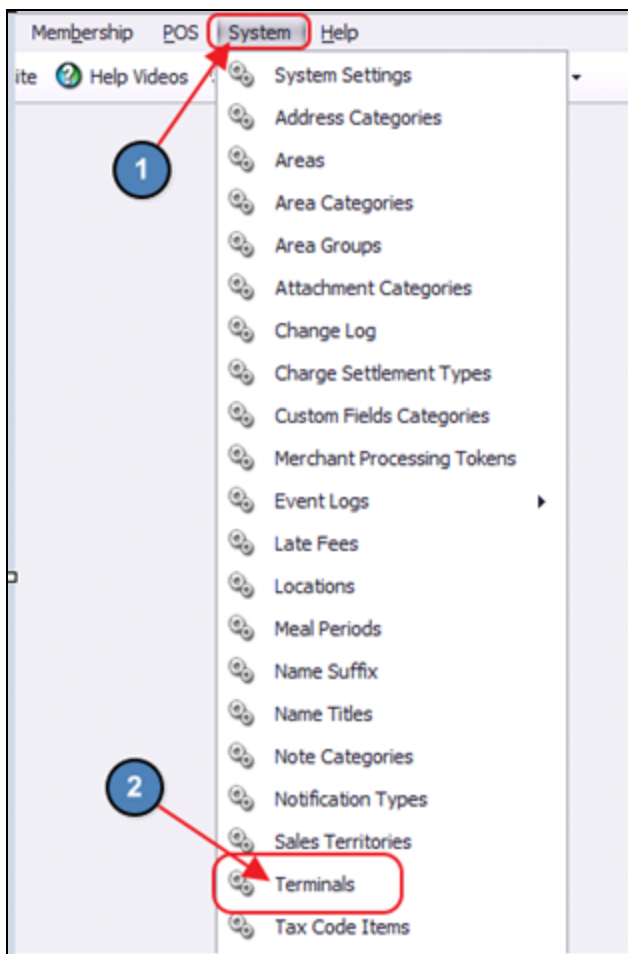 Membership POS System Help
ite Help Videos
System Settings
Address Categories
Areas
1
Area Categories
Area Groups
Attachment Categories
Change Log
Charge Settlement Types
Custom Fields Categories
Merchant Processing Tokens
Event Logs
Late Fees
Locations
Meal Periods
Name Suffix
Name Titles
Note Categories
2
Notification Types
Sales Territories
Terminals
Tax Code Items